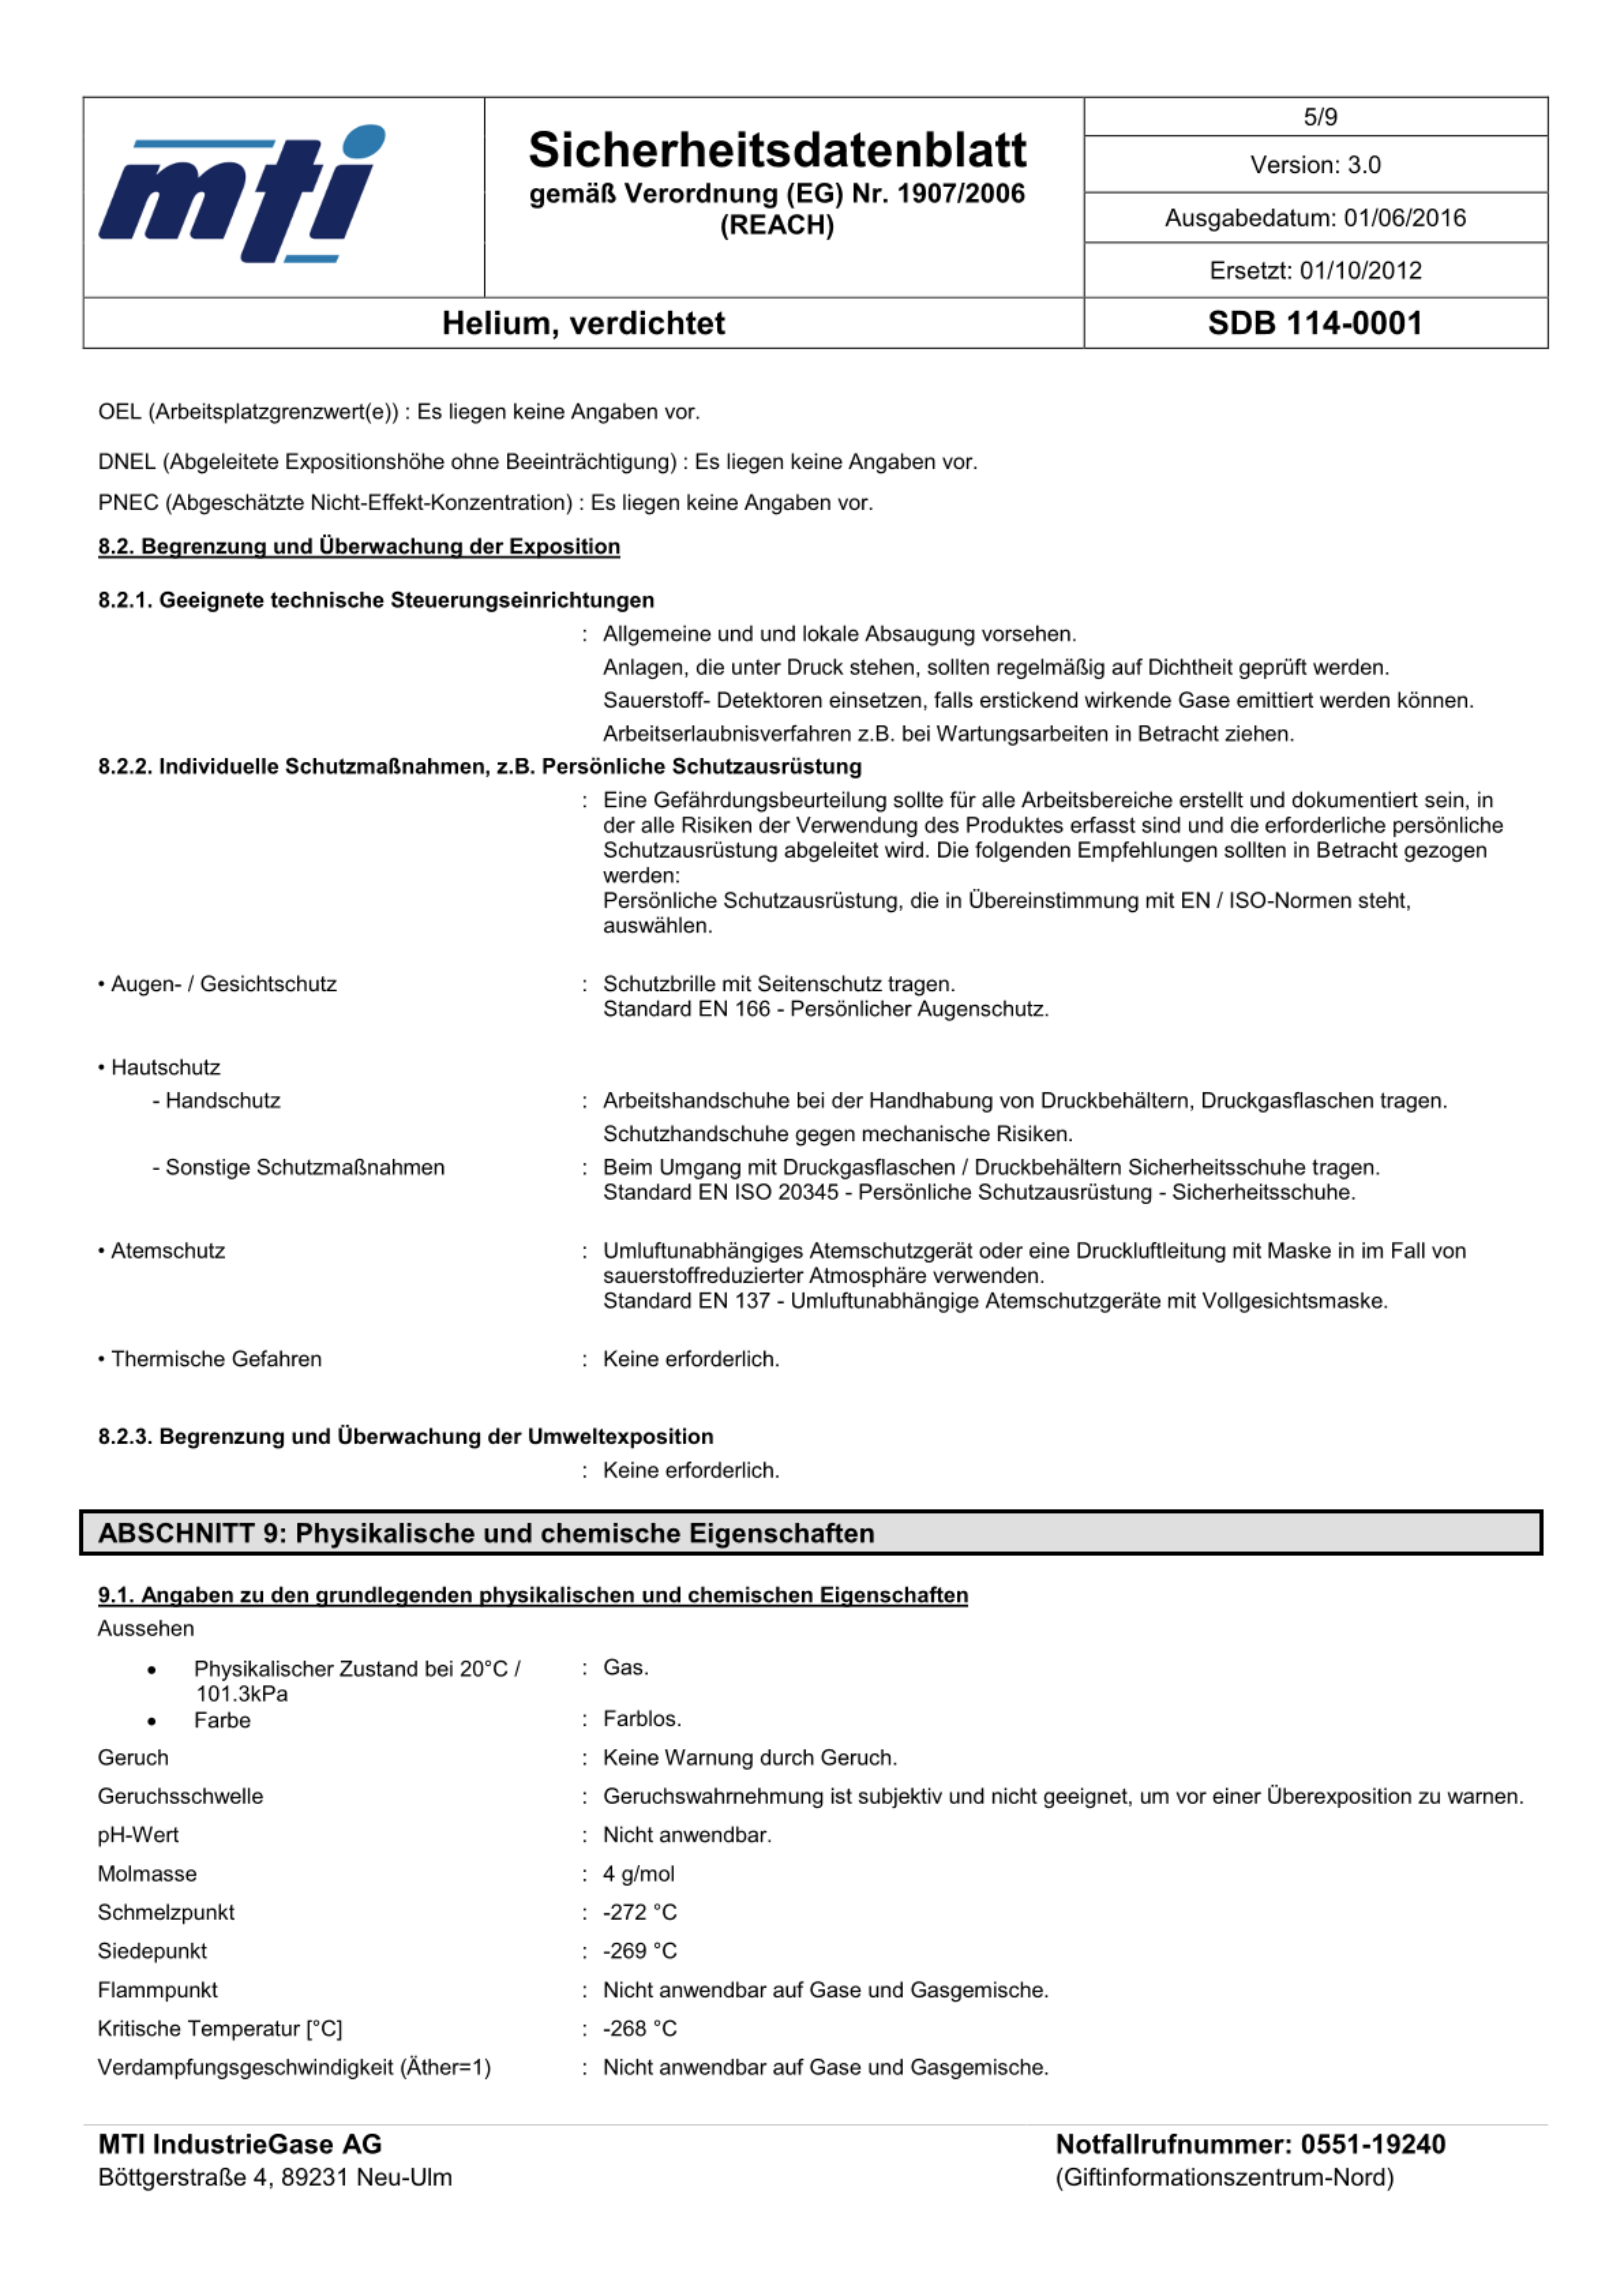 mti
Sicherheitsdatenblatt
gemäß Verordnung (EG) Nr. 1907/2006
(REACH)
5/9
Version: 3.0
Ausgabedatum: 01/06/2016
Ersetzt: 01/10/2012
Helium, verdichtet
SDB 114-0001
OEL (Arbeitsplatzgrenzwert(e)) : Es liegen keine Angaben vor.
DNEL (Abgeleitete Expositionshöhe ohne Beeinträchtigung) : Es liegen keine Angaben vor.
PNEC (Abgeschätzte Nicht-Effekt-Konzentration) : Es liegen keine Angaben vor.
8.2. Begrenzung und Überwachung der Exposition
8.2.1. Geeignete technische Steuerungseinrichtungen
: Allgemeine und und lokale Absaugung vorsehen.
Anlagen, die unter Druck stehen, sollten regelmäßig auf Dichtheit geprüft werden.
Sauerstoff- Detektoren einsetzen, falls erstickend wirkende Gase emittiert werden können.
Arbeitserlaubnisverfahren z.B. bei Wartungsarbeiten in Betracht ziehen.
8.2.2. Individuelle Schutzmaßnahmen, z.B. Persönliche Schutzausrüstung
: Eine Gefährdungsbeurteilung sollte für alle Arbeitsbereiche erstellt und dokumentiert sein, in
der alle Risiken der Verwendung des Produktes erfasst sind und die erforderliche persönliche
Schutzausrüstung abgeleitet wird. Die folgenden Empfehlungen sollten in Betracht gezogen
werden:
Persönliche Schutzausrüstung, die in Übereinstimmung mit EN / ISO-Normen steht,
auswählen.
• Augen- / Gesichtschutz : Schutzbrille mit Seitenschutz tragen.
Standard EN 166 - Persönlicher Augenschutz.
• Hautschutz
- Handschutz : Arbeitshandschuhe bei der Handhabung von Druckbehältern, Druckgasflaschen tragen.
Schutzhandschuhe gegen mechanische Risiken.
- Sonstige Schutzmaßnahmen : Beim Umgang mit Druckgasflaschen / Druckbehältern Sicherheitsschuhe tragen.
Standard EN ISO 20345 - Persönliche Schutzausrüstung - Sicherheitsschuhe.
• Atemschutz : Umluftunabhängiges Atemschutzgerät oder eine Druckluftleitung mit Maske in im Fall von
sauerstoffreduzierter Atmosphäre verwenden.
Standard EN 137 - Umluftunabhängige Atemschutzgeräte mit Vollgesichtsmaske.
• Thermische Gefahren : Keine erforderlich.
8.2.3. Begrenzung und Überwachung der Umweltexposition
: Keine erforderlich.
ABSCHNITT 9: Physikalische und chemische Eigenschaften
9.1. Angaben zu den grundlegenden physikalischen und chemischen Eigenschaften
Aussehen
• Physikalischer Zustand bei 20°C / : Gas.
101.3kPa
• Farbe : Farblos.
Geruch : Keine Warnung durch Geruch.
Geruchsschwelle : Geruchswahrnehmung ist subjektiv und nicht geeignet, um vor einer Überexposition zu warnen.
pH-Wert : Nicht anwendbar.
Molmasse : 4 g/mol
Schmelzpunkt : -272 °C
Siedepunkt : -269 °C
Flammpunkt : Nicht anwendbar auf Gase und Gasgemische.
Kritische Temperatur [°C] : -268 °C
Verdampfungsgeschwindigkeit (Äther=1) : Nicht anwendbar auf Gase und Gasgemische.
MTI IndustrieGase AG
Böttgerstraße 4, 89231 Neu-Ulm
Notfallrufnummer: 0551-19240
(Giftinformationszentrum-Nord)